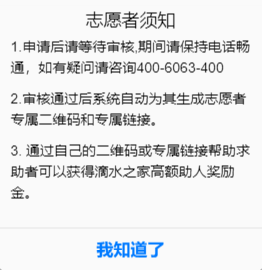 志愿者须知
1.申请后请等待审核,期间请保持电话畅
通，如有疑问请咨询400-6063-400
2.审核通过后系统自动为其生成志愿者
专属二维码和专属链接。
3. 通过自己的二维码或专属链接帮助求
助者可以获得滴水之家高额助人奖励
金。
我知道了